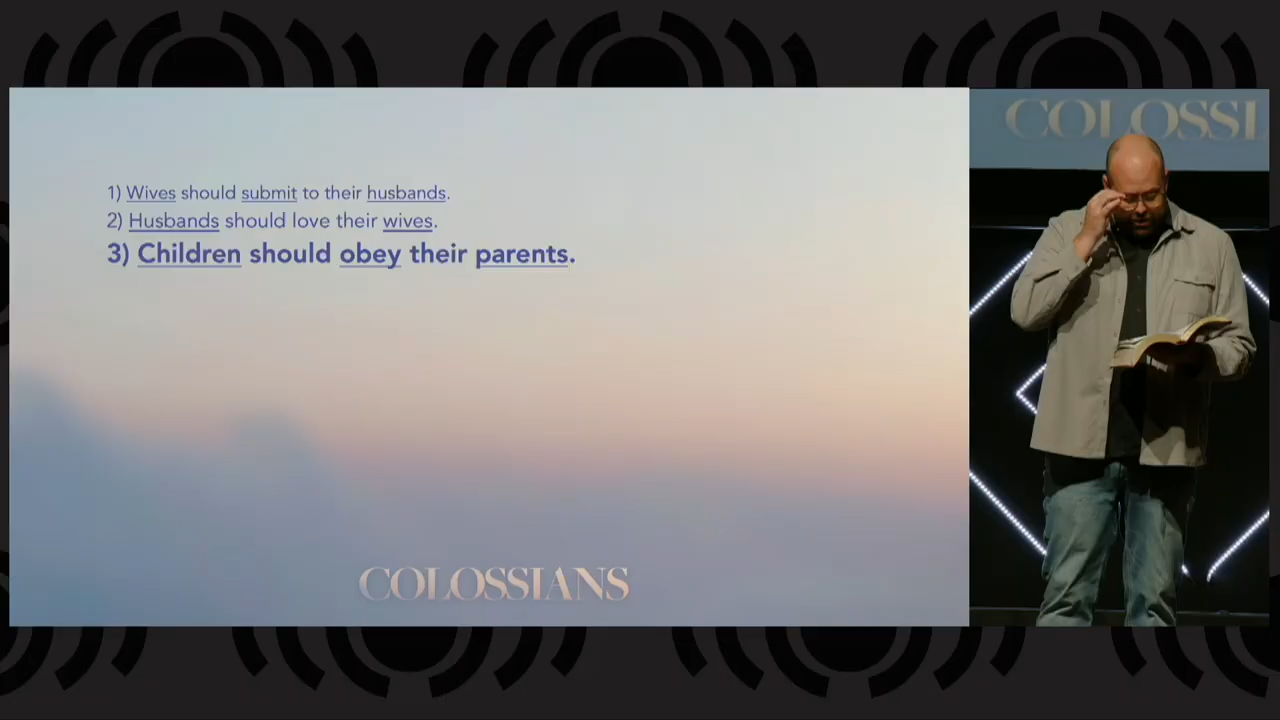 1) Wives should submit to their husbands.
2) Husbands should love their wives.
3) Children should obey their parents.
COLOSSIANS
COLOSSI